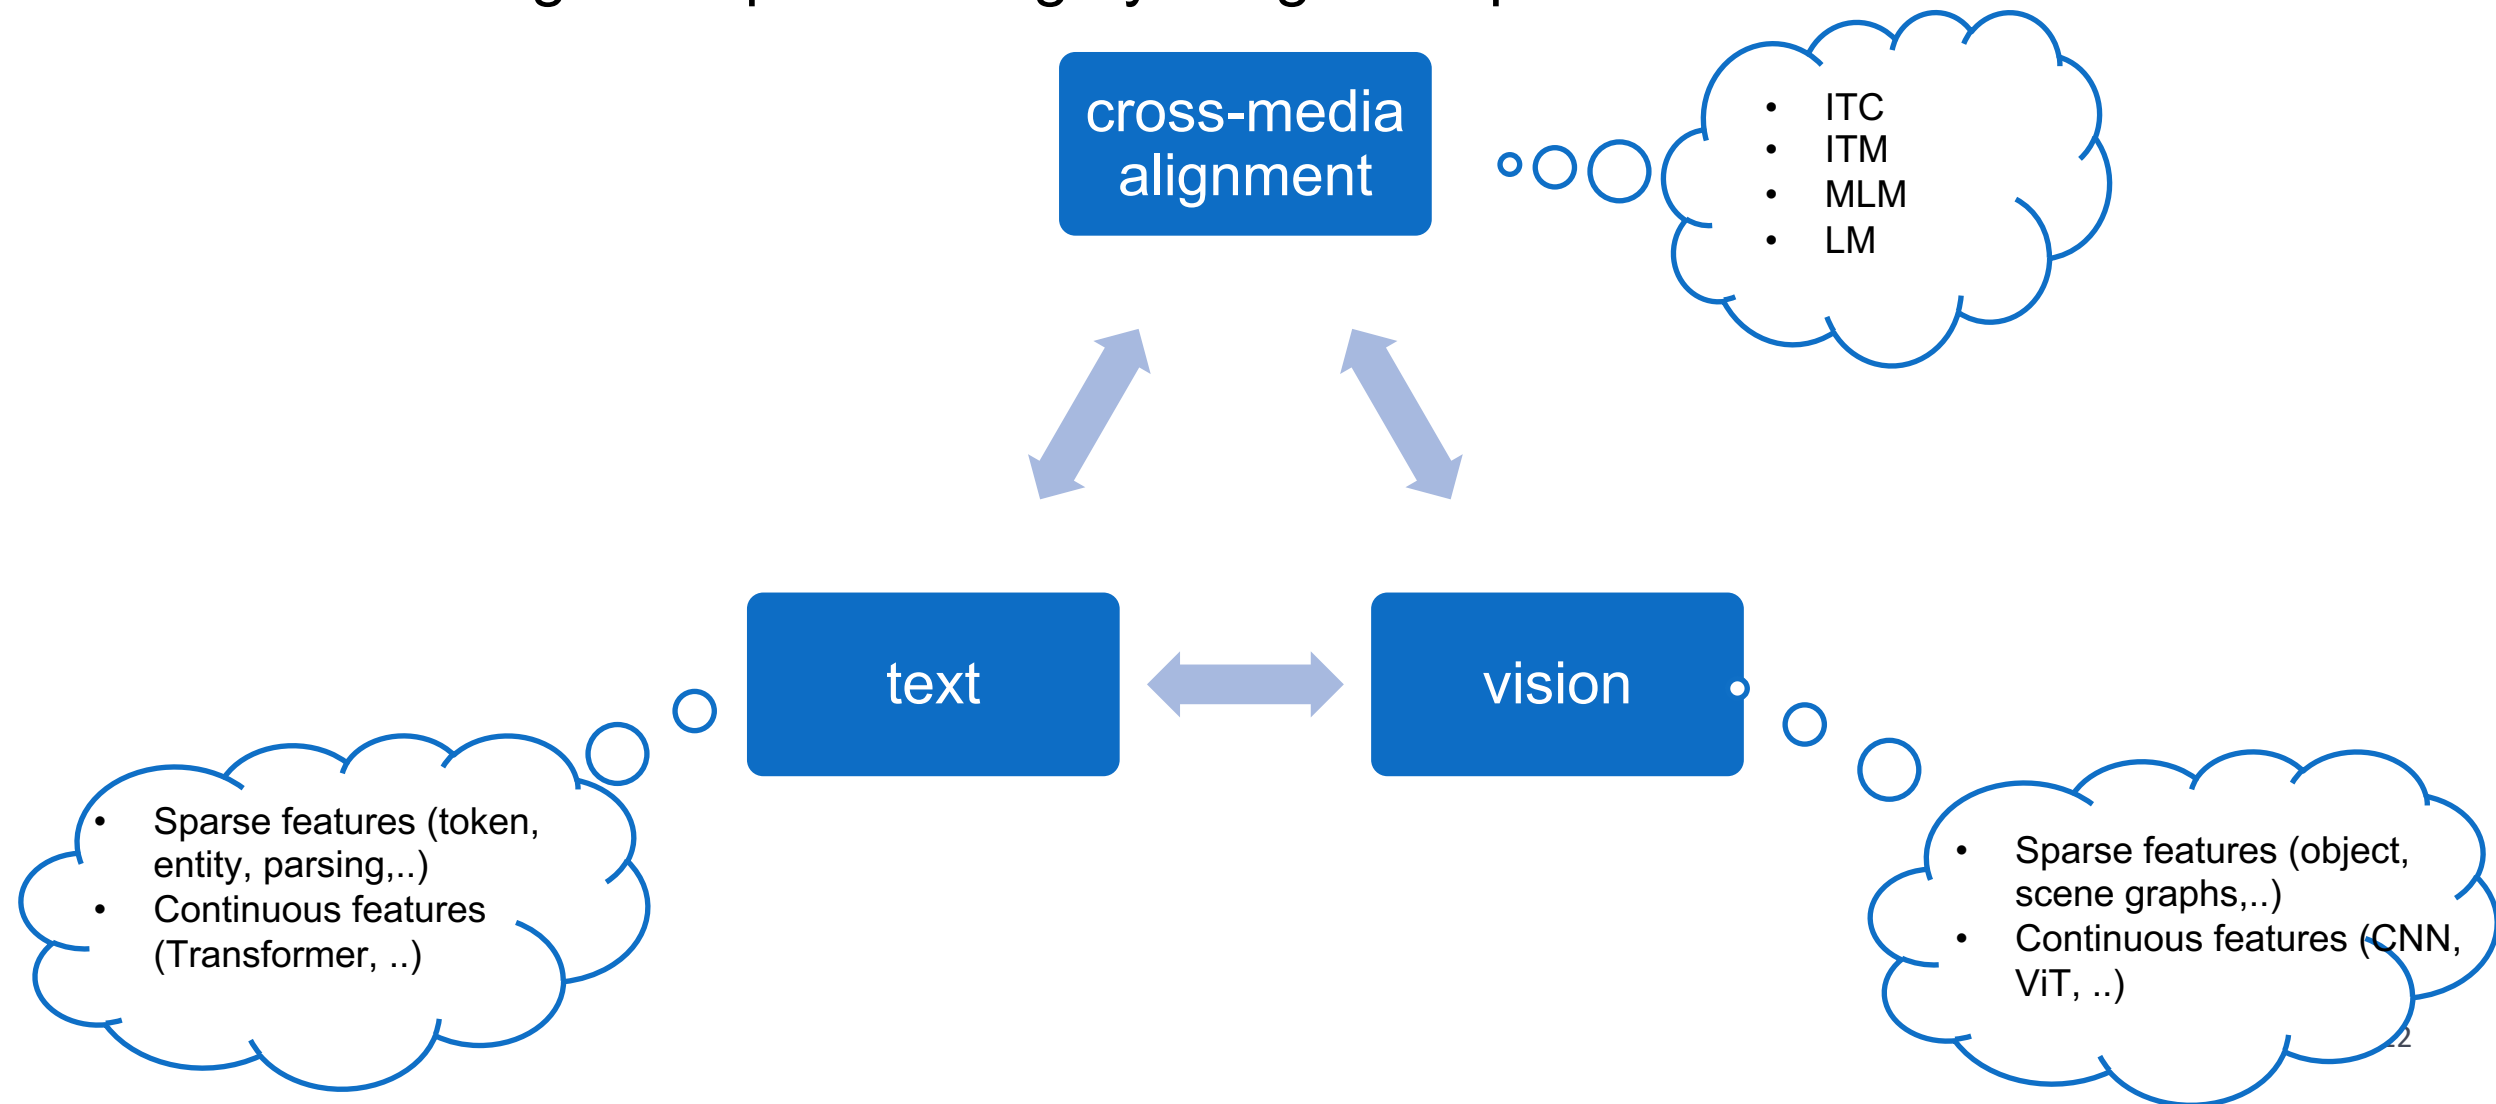 cross-media
alignment
• ITC
• ITM
• MLM
• LM
text
vision
• Sparse features (token,
entity, parsing,..)
• Continuous features
(Transformer, ..)
• Sparse features (object,
scene graphs,..)
• Continuous features (CNN,
ViT, ..)